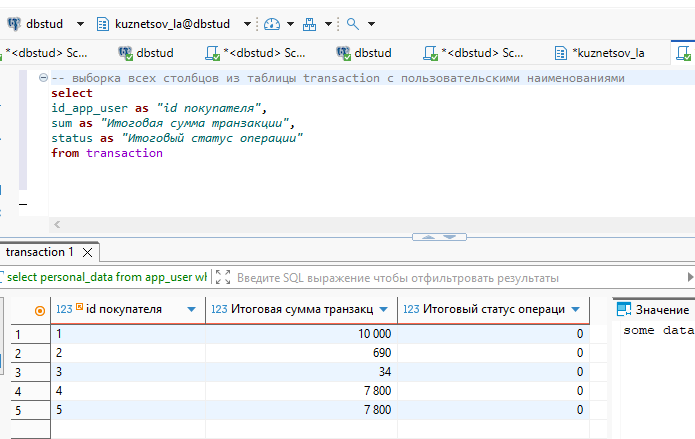 dbstud kuznetsov_la@dbstud
*<dbstud> Sc... dbstud *<dbstud> Sc... dbstud *<dbstud> Sc... *kuznetsov_la
-- выборка всех столбцов из таблицы transaction с пользовательскими наименованиями
select
id_app_user as "id покупателя",
sum as "Итоговая сумма транзакции",
status as "Итоговый статус операции"
from transaction
transaction 1
select personal_data from app_user wh Введите SQL выражение чтобы отфильтровать результаты
123 id покупателя 123 Итоговая сумма транзакц 123 Итоговый статус операци Значение
1 1 10 000 0 some data
2 2 690 0
3 3 34 0
4 4 7 800 0
5 5 7 800 0